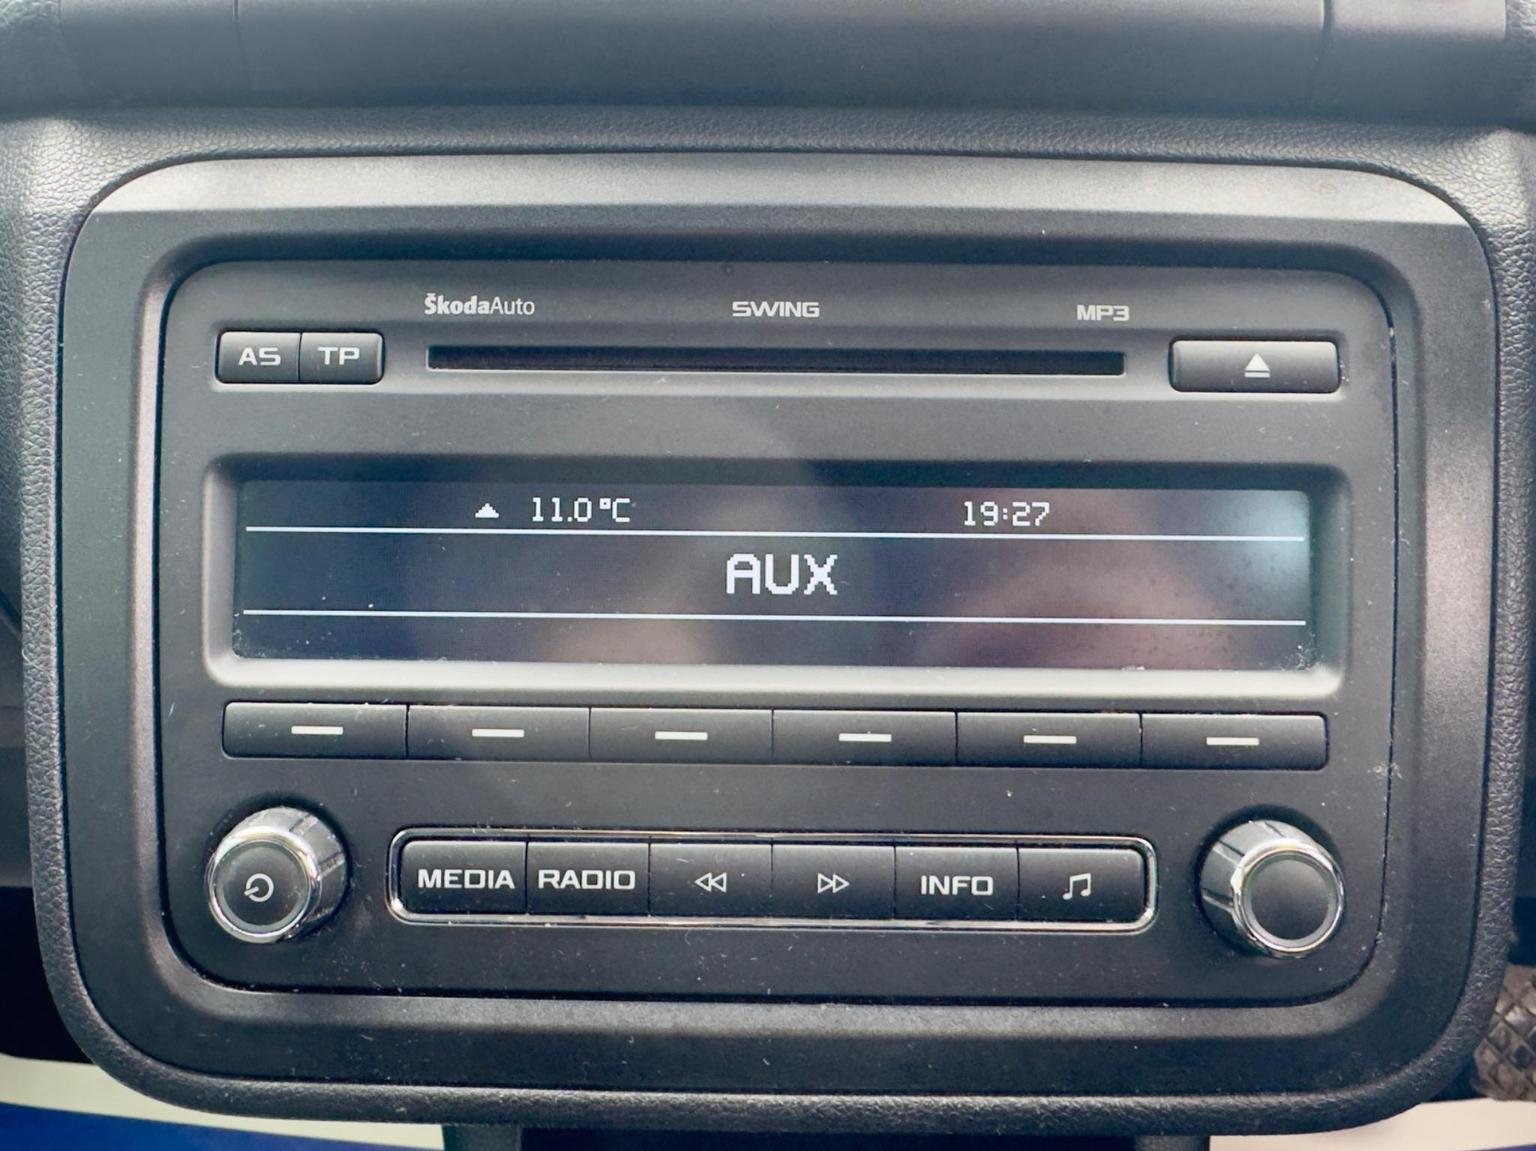 ŠkodaAuto SWING MP3
AS TP
11.0°C 19:27
AUX
MEDIA RADIO INFO